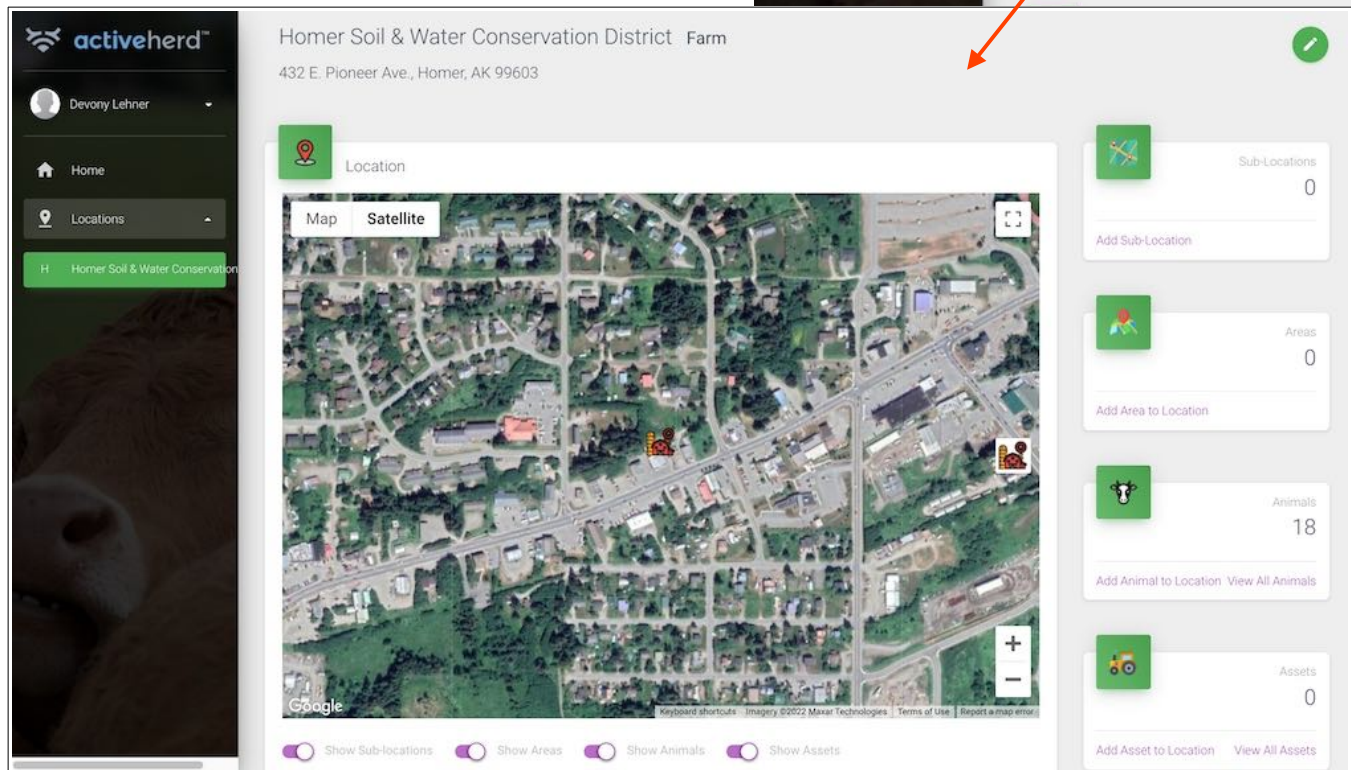 activeherd™
Devony Lehner
Home
Locations
H Homer Soil & Water Conservation
Homer Soil & Water Conservation District Farm
432 E. Pioneer Ave., Homer, AK 99603
Location
Map Satellite
Google
Keyboard shortcuts Imagery ©2022 Maxar Technologies Terms of Use Report a map error
Show Sub-locations Show Areas Show Animals Show Assets
Sub-Locations
0
Add Sub-Location
Areas
0
Add Area to Location
Animals
18
Add Animal to Location View All Animals
Assets
0
Add Asset to Location View All Assets